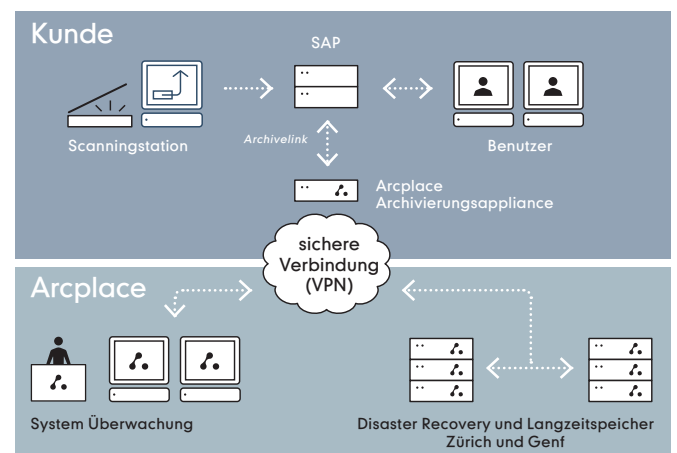 Kunde
SAP
Scanningstation
Archivelink
Benutzer
Arcplace
Archivierungsappliance
sichere
Verbindung
(VPN)
Arcplace
System Überwachung
Disaster Recovery und Langzeitspeicher
Zürich und Genf